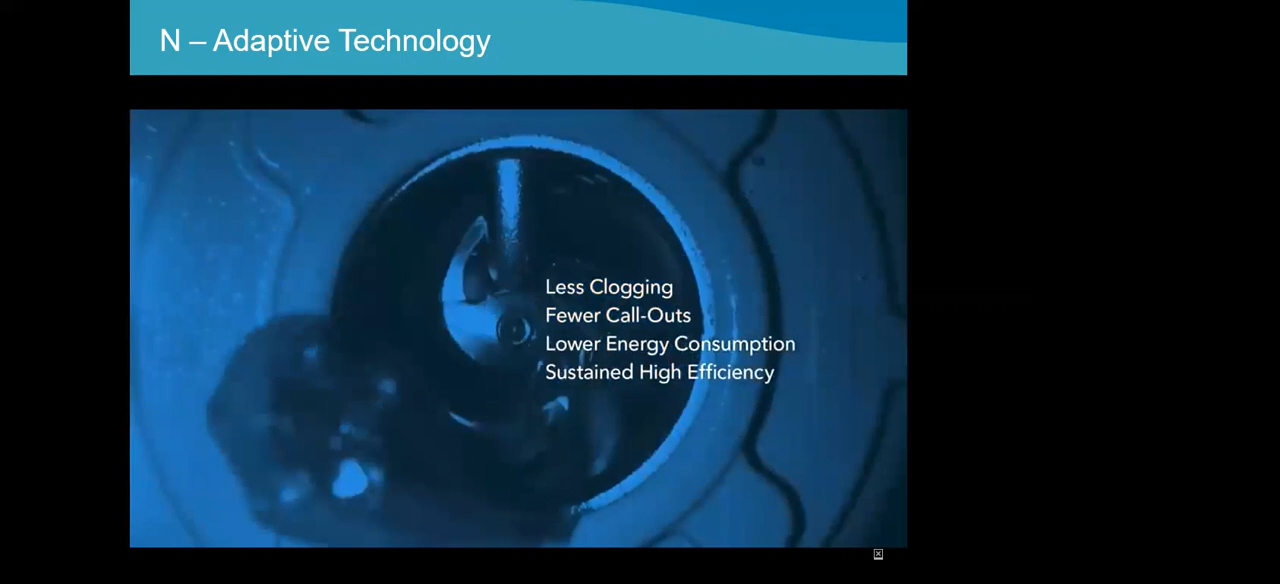 N – Adaptive Technology
Less Clogging
Fewer Call-Outs
Lower Energy Consumption
Sustained High Efficiency